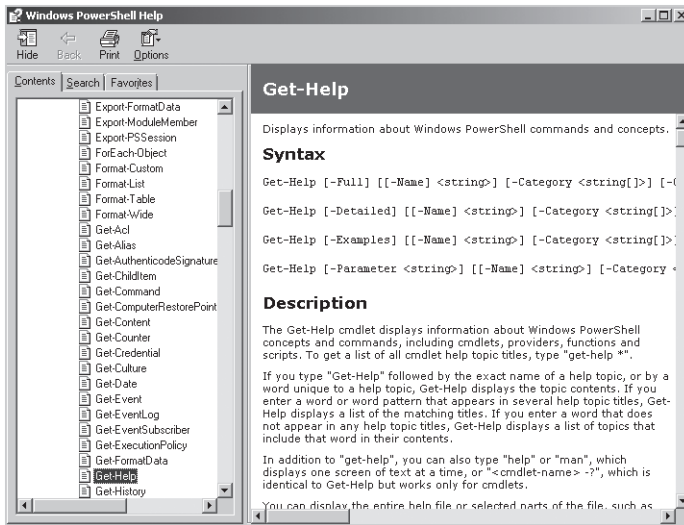 Windows PowerShell Help
Hide Back Print Options
Contents Search Favorites
Export-FormatData
Export-ModuleMember
Export-PSSession
ForEach-Object
Format-Custom
Format-List
Format-Table
Format-Wide
Get-Acl
Get-Alias
Get-AuthenticodeSignature
Get-ChildItem
Get-Command
Get-ComputerRestorePoint
Get-Content
Get-Counter
Get-Credential
Get-Culture
Get-Date
Get-Event
Get-EventLog
Get-EventSubscriber
Get-ExecutionPolicy
Get-FormatData
Get-Help
Get-History
Get-Help
Displays information about Windows PowerShell commands and concepts.
Syntax
Get-Help [-Full] [[-Name] <string>] [-Category <string[]>] [-
Get-Help [-Detailed] [[-Name] <string>] [-Category <string[]>]
Get-Help [-Examples] [[-Name] <string>] [-Category <string[]>]
Get-Help [-Parameter <string>] [[-Name] <string>] [-Category <
Description
The Get-Help cmdlet displays information about Windows PowerShell
concepts and commands, including cmdlets, providers, functions and
scripts. To get a list of all cmdlet help topic titles, type "get-help *".
If you type "Get-Help" followed by the exact name of a help topic, or by a
word unique to a help topic, Get-Help displays the topic contents. If you
enter a word or word pattern that appears in several help topic titles, Get-
Help displays a list of the matching titles. If you enter a word that does
not appear in any help topic titles, Get-Help displays a list of topics that
include that word in their contents.
In addition to "get-help", you can also type "help" or "man", which
displays one screen of text at a time, or "<cmdlet-name> -?", which is
identical to Get-Help but works only for cmdlets.
You can display the entire help file or selected parts of the file, such as